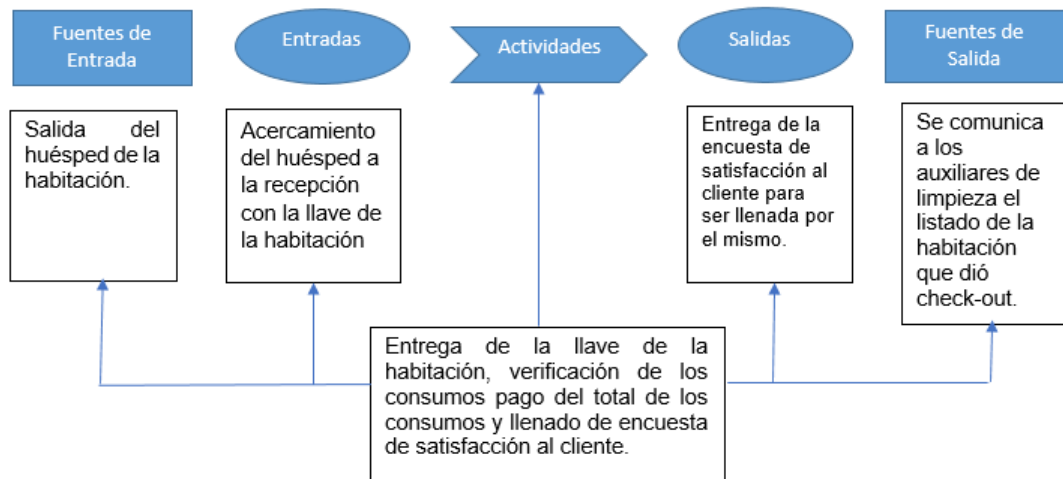 Fuentes de
Entrada
Entradas
Actividades
Salidas
Fuentes de
Salida
Salida del
huésped de la
habitación.
Acercamiento
del huésped a
la recepción
con la llave de
la habitación
Entrega de la
encuesta de
satisfacción al
cliente para
ser llenada por
el mismo.
Se comunica
a los
auxiliares de
limpieza el
listado de la
habitación
que dió
check-out.
Entrega de la llave de la
habitación, verificación de los
consumos pago del total de los
consumos y llenado de encuesta
de satisfacción al cliente.